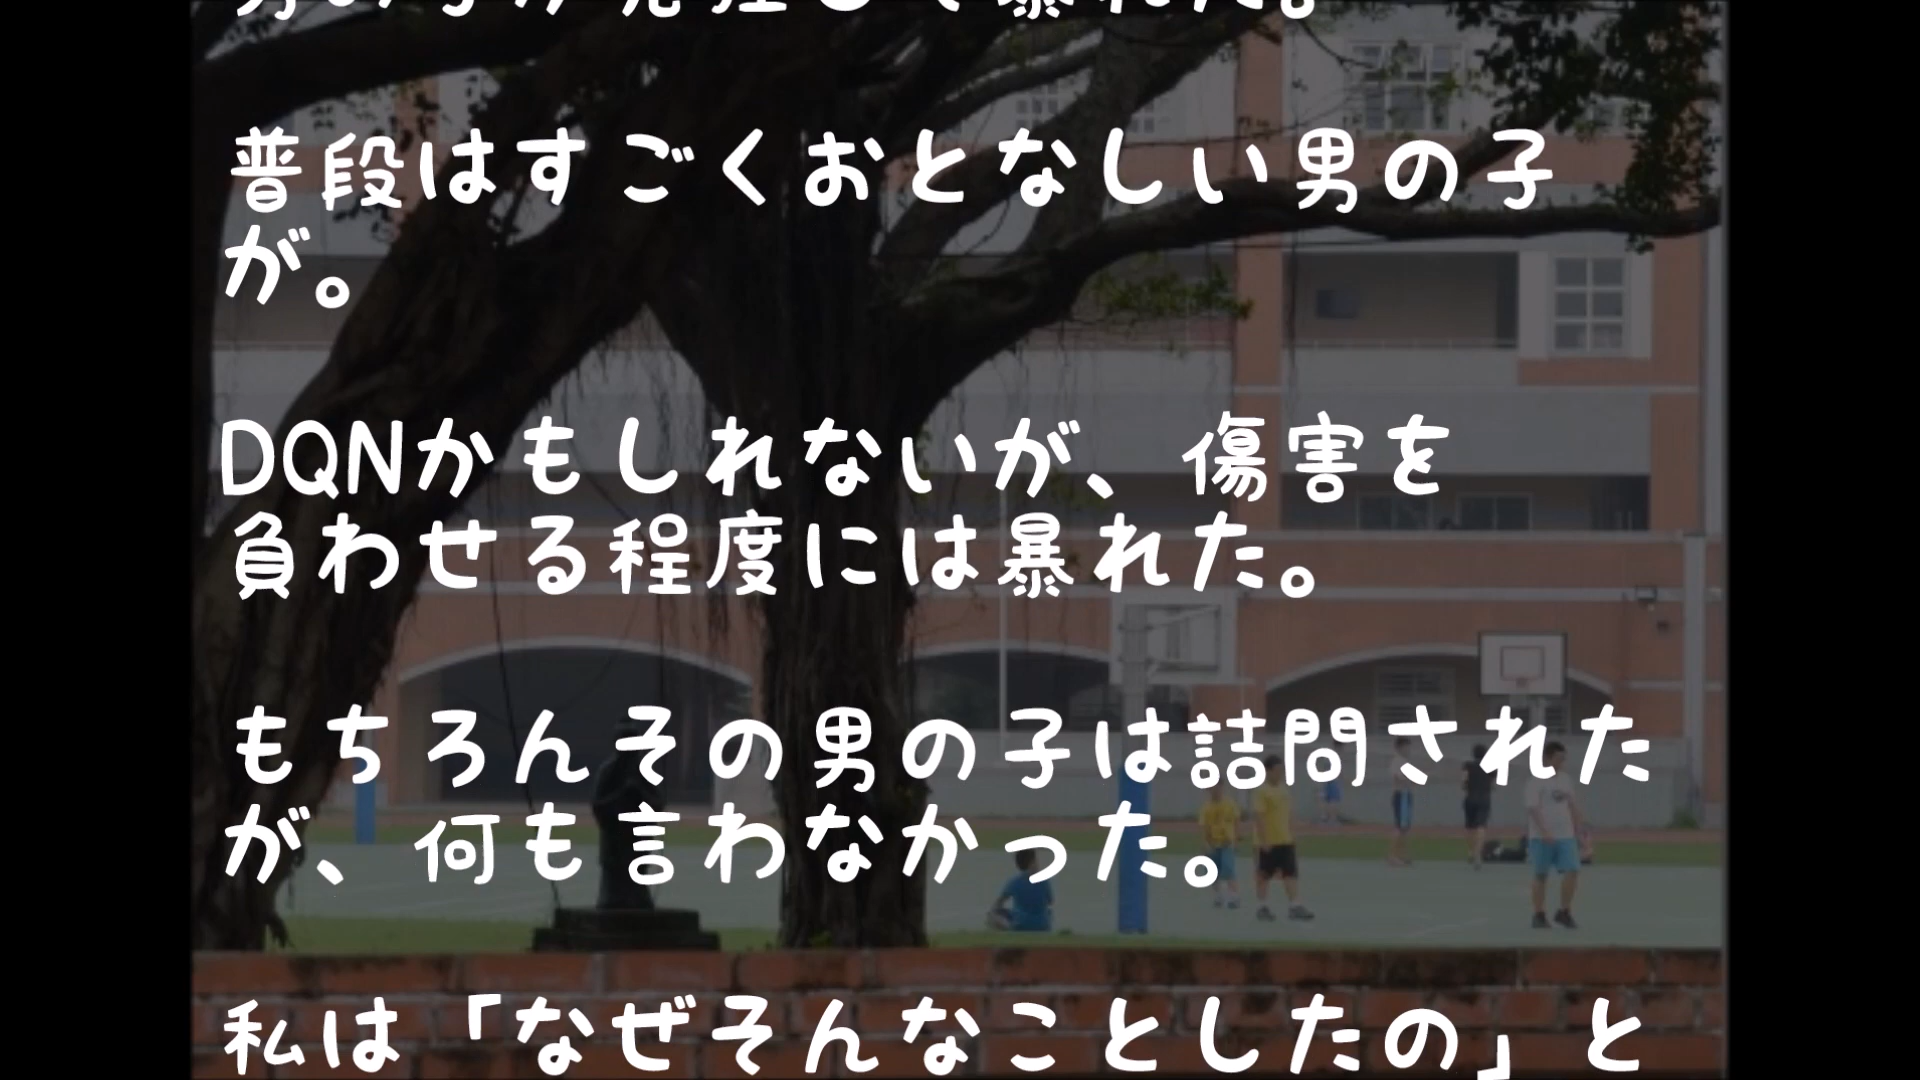 普段はすごくおとなしい男の子
が。
DQNかもしれないが、傷害を
負わせる程度には暴れた。
もちろんその男の子は詰問された
が、何も言わなかった。
私は「なぜそんなことしたの」と